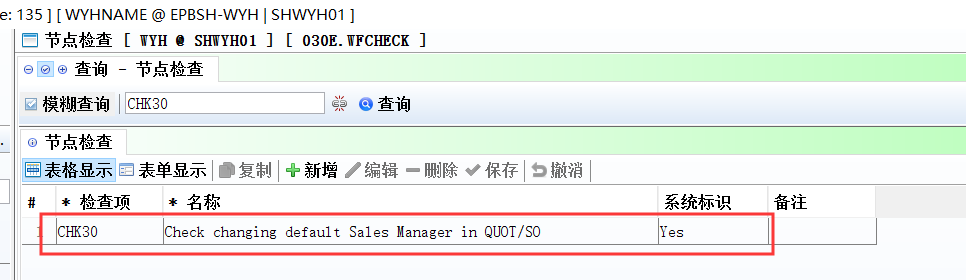 e: 135 ] [ WYHNAME @ EPBSH-WYH | SHWYH01 ]
节点检查 [ WYH @ SHWYH01 ] [ 030E.WFCHECK ]
查询 - 节点检查
模糊查询 CHK30 查询
节点检查
表格显示 表单显示 复制 新增 编辑 删除 保存 撤消
# * 检查项 * 名称 系统标识 备注
1 CHK30 Check changing default Sales Manager in QUOT/SO Yes